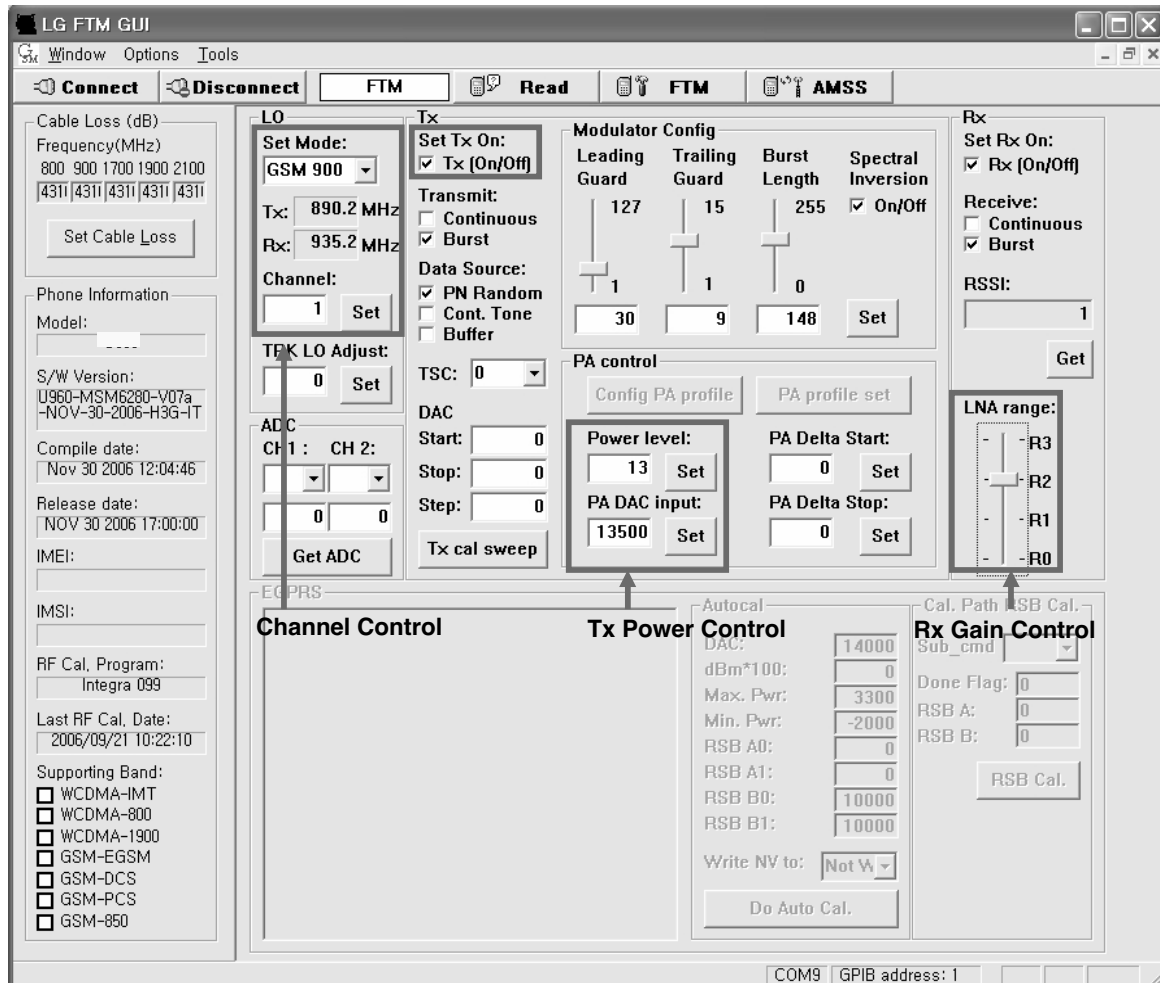 LG FTM GUI
Window Options Tools
Connect Disconnect FTM Read FTM AMSS
Cable Loss (dB)
Frequency(MHz)
800 900 1700 1900 2100
431( 431( 431( 431( 431(
Set Cable Loss
Phone Information
Model:
S/W Version:
U960-MSM6280-V07a
-NOV-30-2006-H3G-IT
Compile date:
Nov 30 2006 12:04:46
Release date:
NOV 30 2006 17:00:00
IMEI:
IMSI:
RF Cal, Program:
Integra 099
Last RF Cal, Date:
2006/09/21 10:22:10
Supporting Band:
WCDMA-IMT
WCDMA-800
WCDMA-1900
GSM-EGSM
GSM-DCS
GSM-PCS
GSM-850
LO
Set Mode:
GSM 900
Tx: 890.2 MHz
Rx: 935.2 MHz
Channel:
1 Set
TRK LO Adjust:
0 Set
ADC
CH 1 : CH 2:
0 0
Get ADC
Tx
Set Tx On:
Tx (On/Off)
Transmit:
Continuous
Burst
Data Source:
PN Random
Cont. Tone
Buffer
TSC: 0
DAC
Start: 0
Stop: 0
Step: 0
Tx cal sweep
Modulator Config
Leading Guard
127
1
30
Trailing Guard
15
1
9
Burst Length
255
0
148
Spectral Inversion
On/Off
Set
PA control
Config PA profile PA profile set
Power level:
13 Set
PA DAC input:
13500 Set
PA Delta Start:
0 Set
PA Delta Stop:
0 Set
Rx
Set Rx On:
Rx (On/Off)
Receive:
Continuous
Burst
RSSI:
1
Get
LNA range:
R3
R2
R1
R0
Channel Control
Tx Power Control
Rx Gain Control
EGPRS
Autocal
DAC: 14000
dBm*100: 0
Max. Pwr: 3300
Min. Pwr: -2000
RSB A0: 0
RSB A1: 0
RSB B0: 10000
RSB B1: 10000
Write NV to: Not W
Do Auto Cal.
Cal. Path RSB Cal.
Sub_cmd
Done Flag: 0
RSB A: 0
RSB B: 0
RSB Cal.
COM9 GPIB address: 1